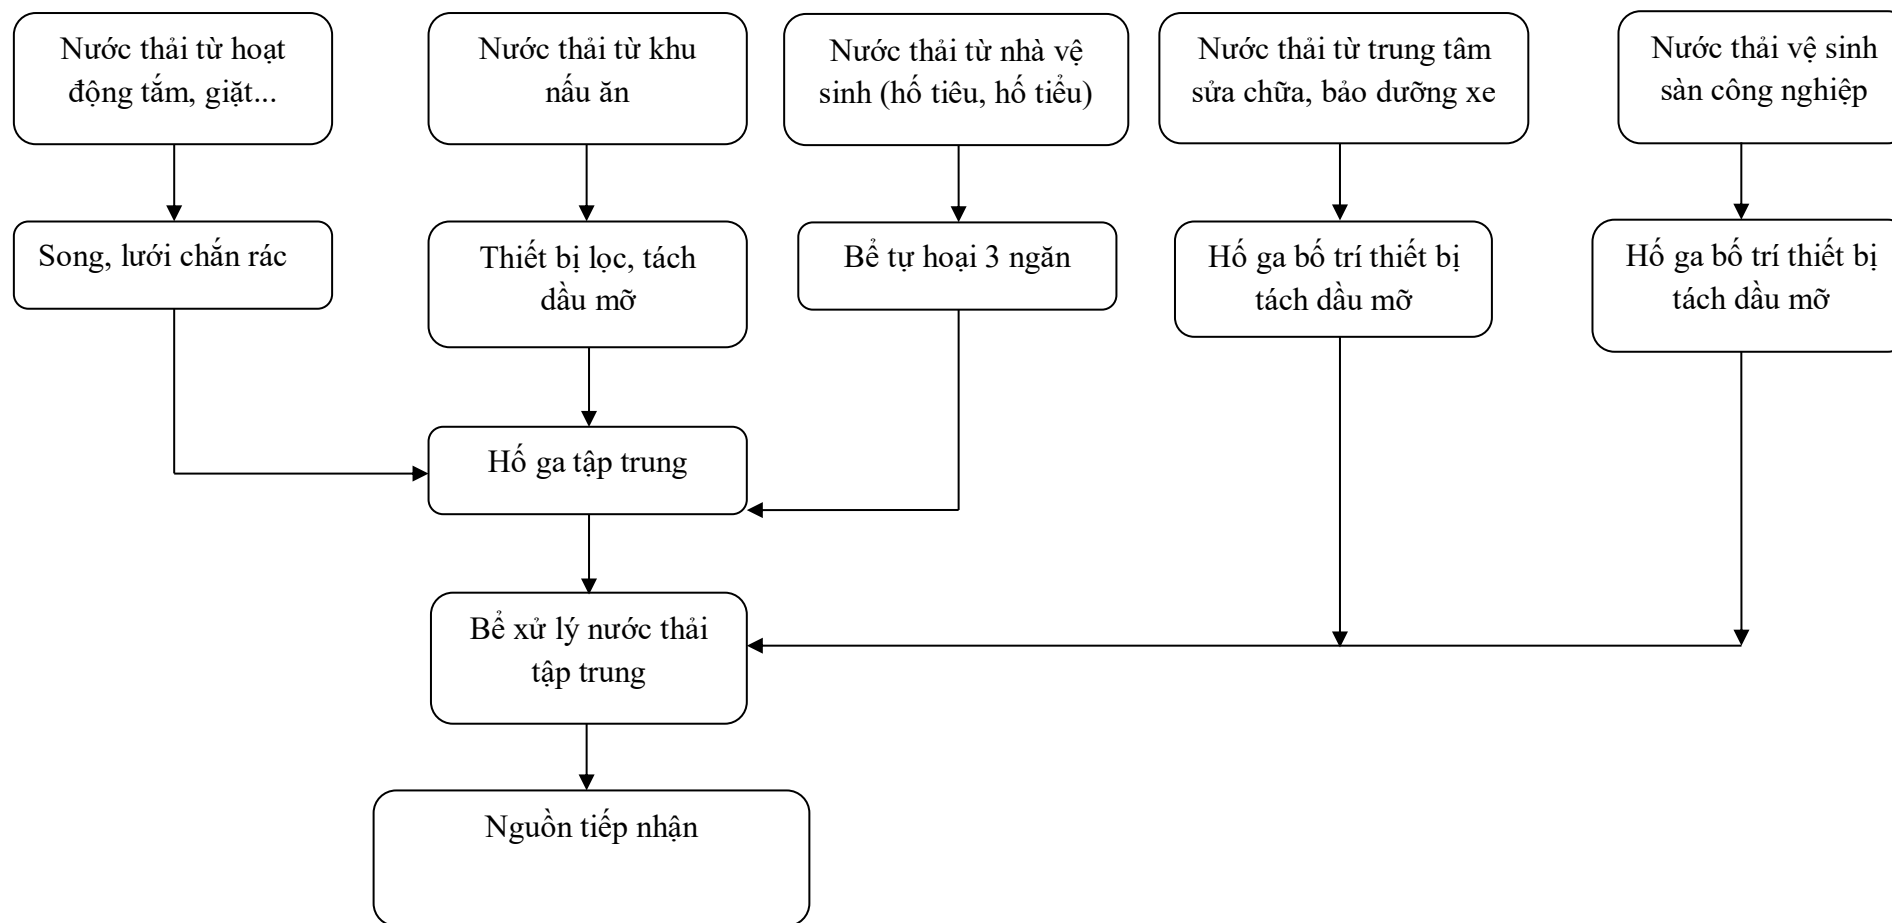 Nước thải từ hoạt
động tắm, giặt...
Nước thải từ khu
nấu ăn
Nước thải từ nhà vệ
sinh (hố tiêu, hố tiểu)
Nước thải từ trung tâm
sửa chữa, bảo dưỡng xe
Nước thải vệ sinh
sàn công nghiệp
Song, lưới chắn rác
Thiết bị lọc, tách
dầu mỡ
Bể tự hoại 3 ngăn
Hố ga bố trí thiết bị
tách dầu mỡ
Hố ga bố trí thiết bị
tách dầu mỡ
Hố ga tập trung
Bể xử lý nước thải
tập trung
Nguồn tiếp nhận